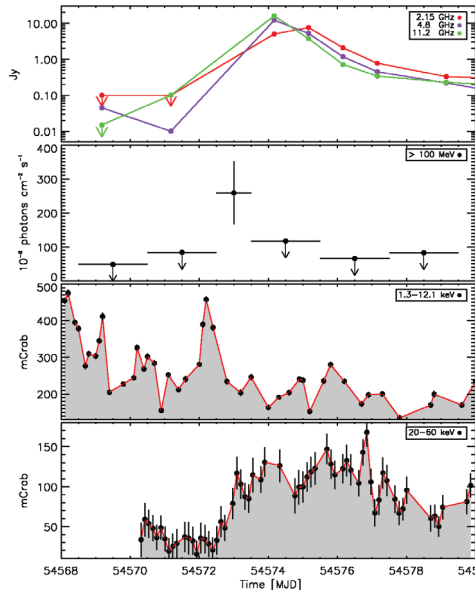 10.00
1.00
0.10
0.01
Jy
2.15 GHz
4.8 GHz
11.2 GHz
400
300
200
100
0
10⁻⁸ photons cm⁻² s⁻¹
> 100 MeV
500
400
300
200
mCrab
1.3-12.1 keV
150
100
50
mCrab
20-60 keV
54568 54570 54572 54574 54576 54578 540
Time [MJD]